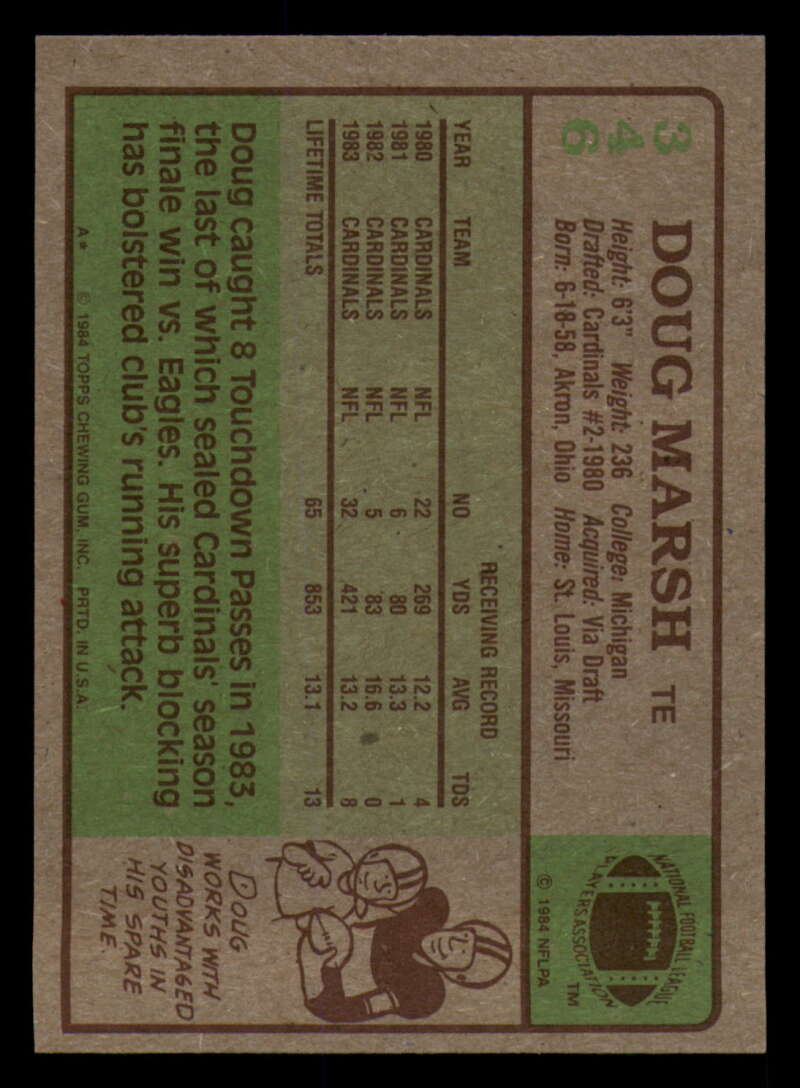 346
DOUG MARSH TE
Height: 6'3" Weight: 236 College: Michigan
Drafted: Cardinals #2-1980 Acquired: Via Draft
Born: 6-18-58, Akron, Ohio Home: St. Louis, Missouri
NATIONAL FOOTBALL LEAGUE
PLAYERS ASSOCIATION
TM
© 1984 NFLPA
RECEIVING RECORD
YEAR TEAM NO YDS AVG TDS
1980 CARDINALS NFL 22 269 12.2 4
1981 CARDINALS NFL 6 80 13.3 1
1982 CARDINALS NFL 5 83 16.6 0
1983 CARDINALS NFL 32 421 13.2 8
LIFETIME TOTALS 65 853 13.1 13
Doug caught 8 Touchdown Passes in 1983,
the last of which sealed Cardinals' season
finale win vs. Eagles. His superb blocking
has bolstered club's running attack.
A* © 1984 TOPPS CHEWING GUM, INC. PRTD. IN U.S.A.
DOUG
WORKS WITH
DISADVANTAGED
YOUTHS IN
HIS SPARE
TIME.